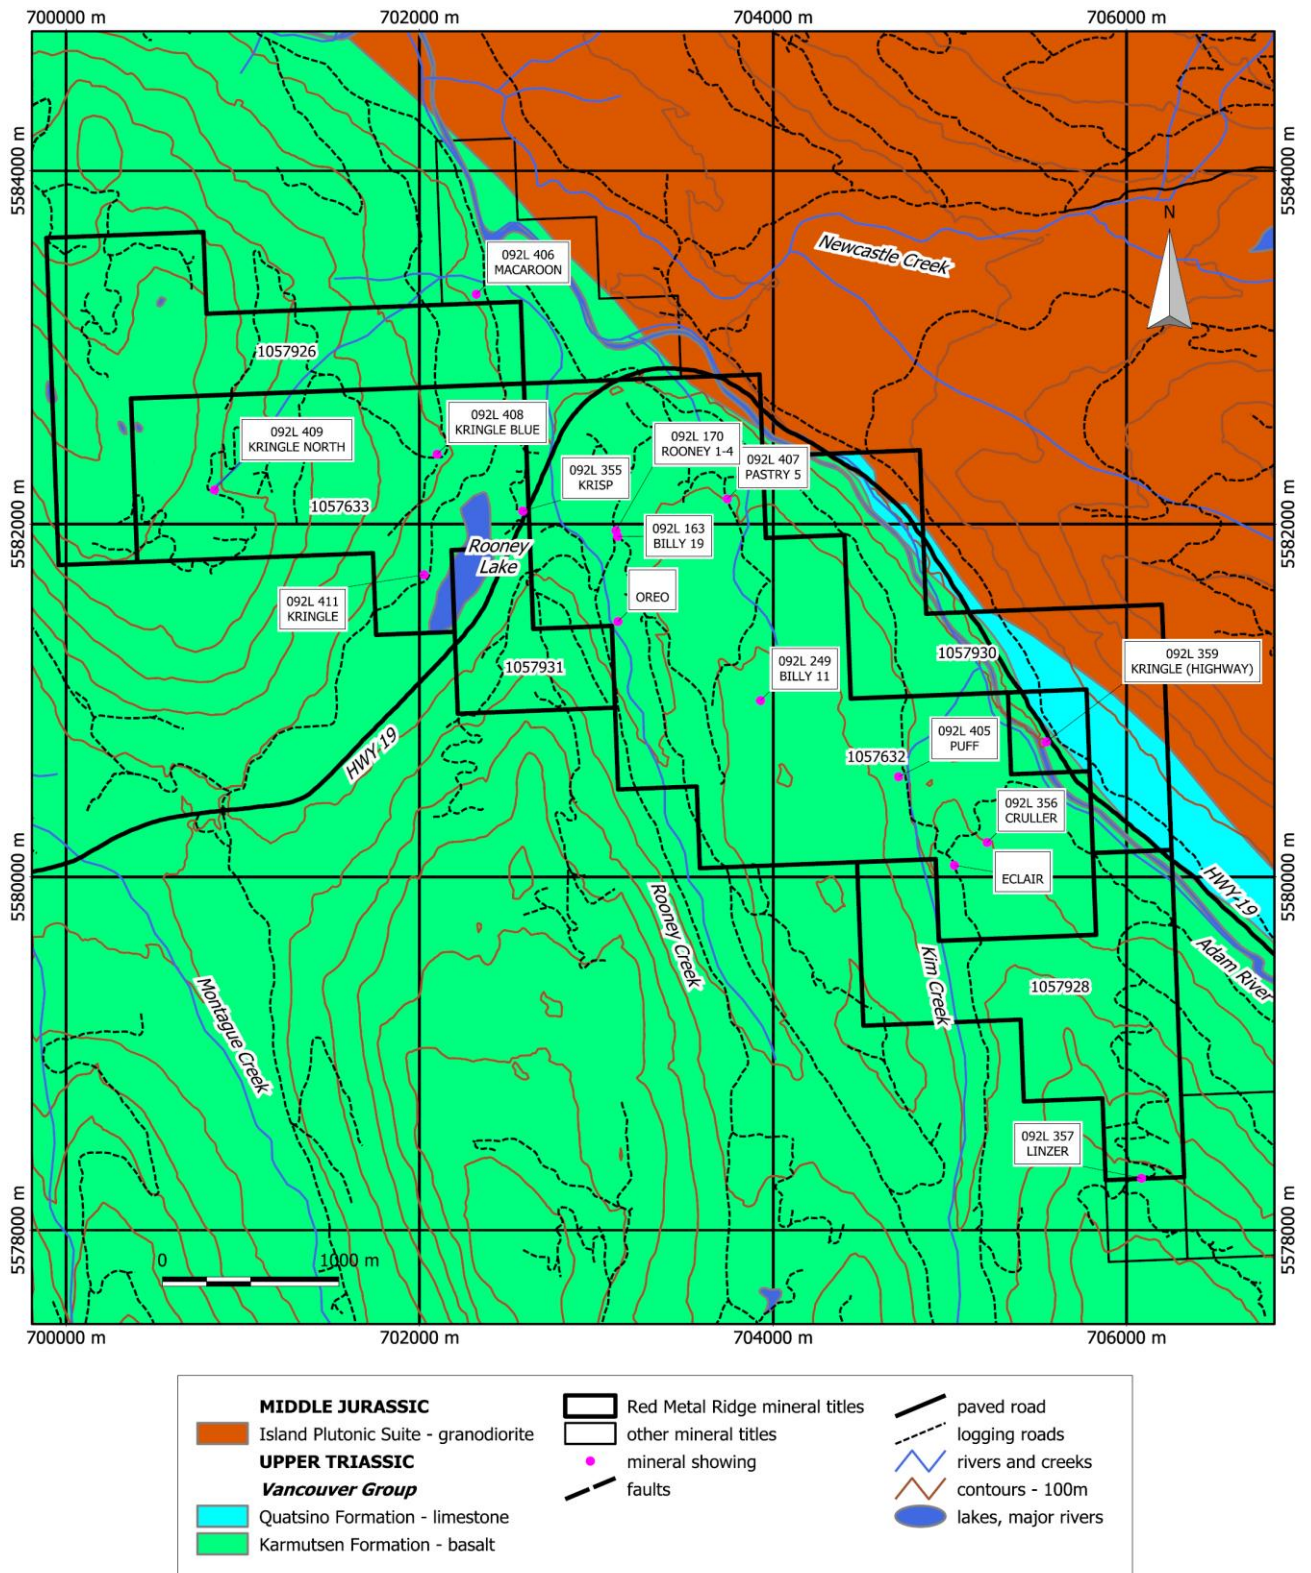 700000 m
702000 m
704000 m
706000 m
5584000 m
5584000 m
N
Newcastle Creek
092L 406
MACAROON
1057926
092L 409
KRINGLE NORTH
092L 408
KRINGLE BLUE
092L 170
ROONEY 1-4
092L 407
PASTRY 5
092L 355
KRISP
1057633
5582000 m
5582000 m
092L 163
BILLY 19
Rooney
Lake
092L 411
KRINGLE
OREO
092L 249
BILLY 11
1057930
092L 359
KRINGLE (HIGHWAY)
1057931
092L 405
PUFF
HWY 19
1057632
092L 356
CRULLER
ECLAIR
5580000 m
5580000 m
HWY 19
Rooney Creek
Kim Creek
Adam River
Montague Creek
1057928
092L 357
LINZER
5578000 m
5578000 m
0
1000 m
700000 m
702000 m
704000 m
706000 m
MIDDLE JURASSIC
Island Plutonic Suite - granodiorite
UPPER TRIASSIC
Vancouver Group
Quatsino Formation - limestone
Karmutsen Formation - basalt
Red Metal Ridge mineral titles
other mineral titles
mineral showing
faults
paved road
logging roads
rivers and creeks
contours - 100m
lakes, major rivers